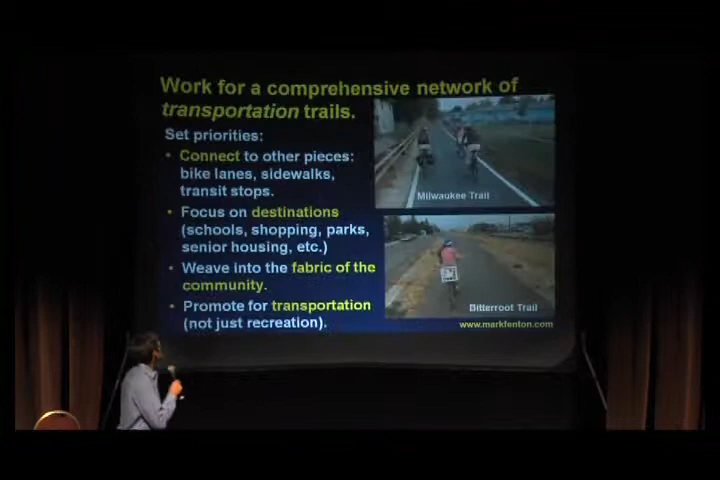 Work for a comprehensive network of
transportation trails.
Set priorities:
• Connect to other pieces:
bike lanes, sidewalks,
transit stops.
• Focus on destinations
(schools, shopping, parks,
senior housing, etc.)
• Weave into the fabric of the
community.
• Promote for transportation
(not just recreation).
Milwaukee Trail
Bitterroot Trail
www.markfenton.com